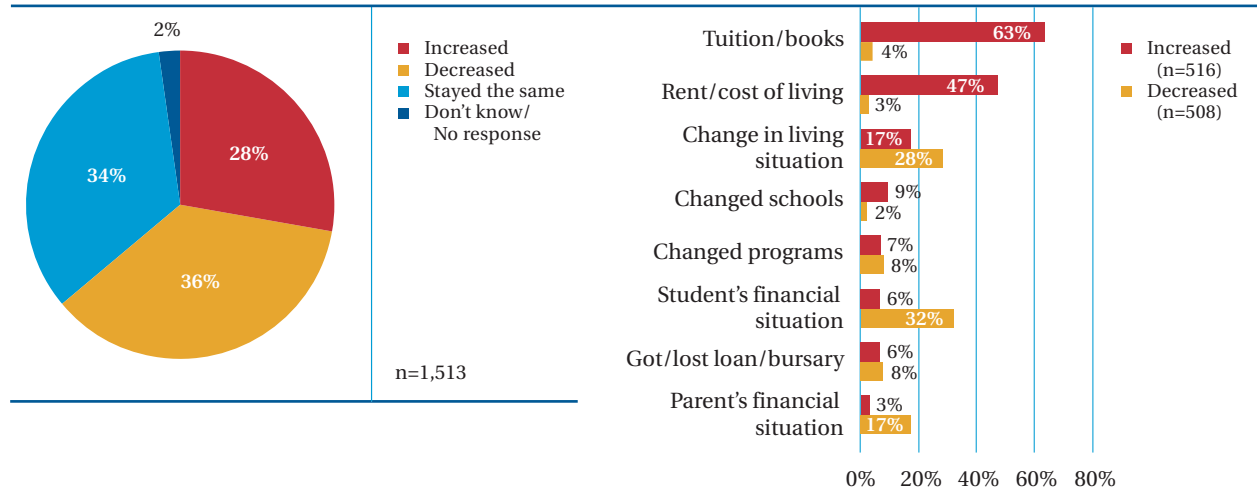 2%
28%
34%
36%
Increased
Decreased
Stayed the same
Don't know/
No response
n=1,513
Tuition/books
63%
4%
Rent/cost of living
47%
3%
Change in living
situation
17%
28%
Changed schools
9%
2%
Changed programs
7%
8%
Student's financial
situation
6%
32%
Got/lost loan/bursary
6%
8%
Parent's financial
situation
3%
17%
0% 20% 40% 60% 80%
Increased
(n=516)
Decreased
(n=508)